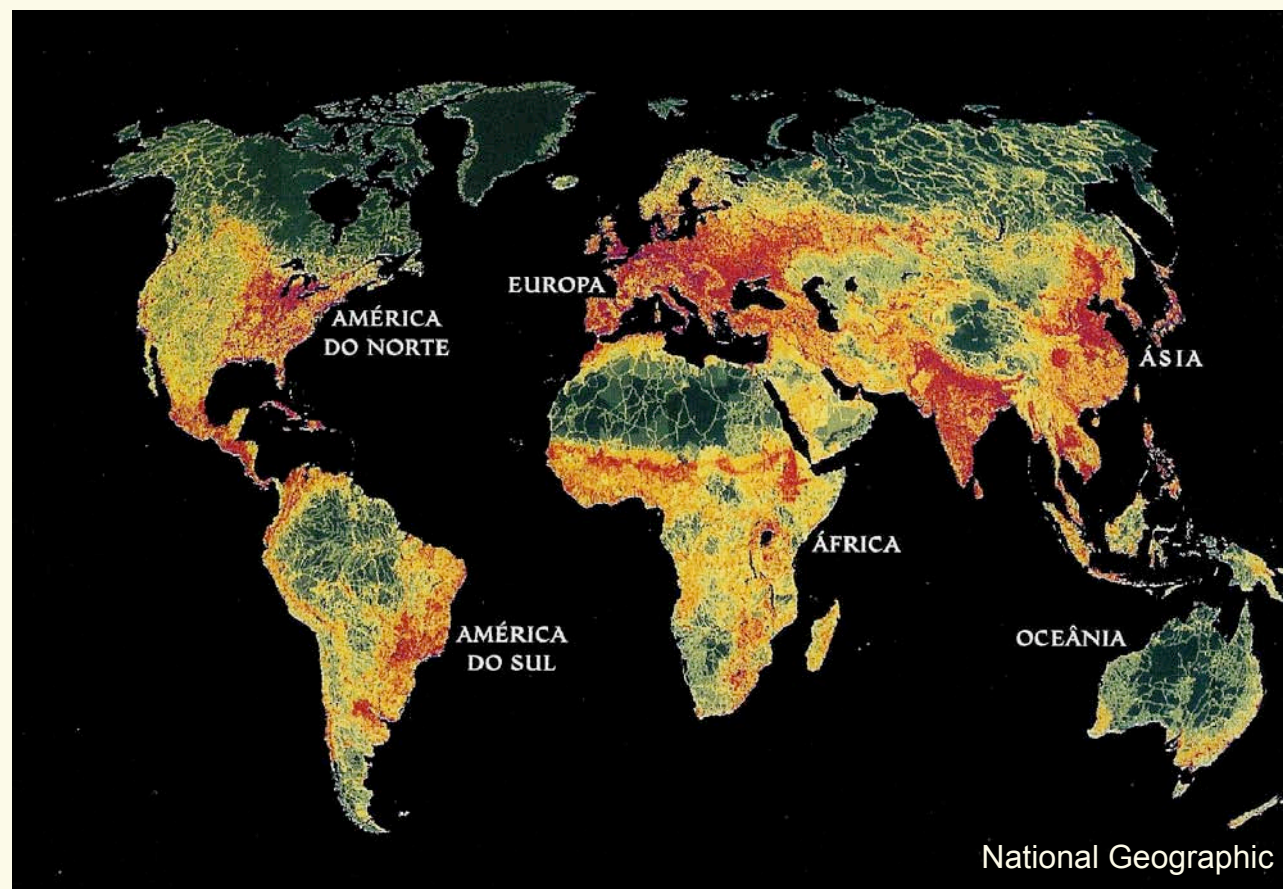 EUROPA
AMÉRICA
DO NORTE
ÁSIA
ÁFRICA
AMÉRICA
DO SUL
OCEÂNIA
National Geographic